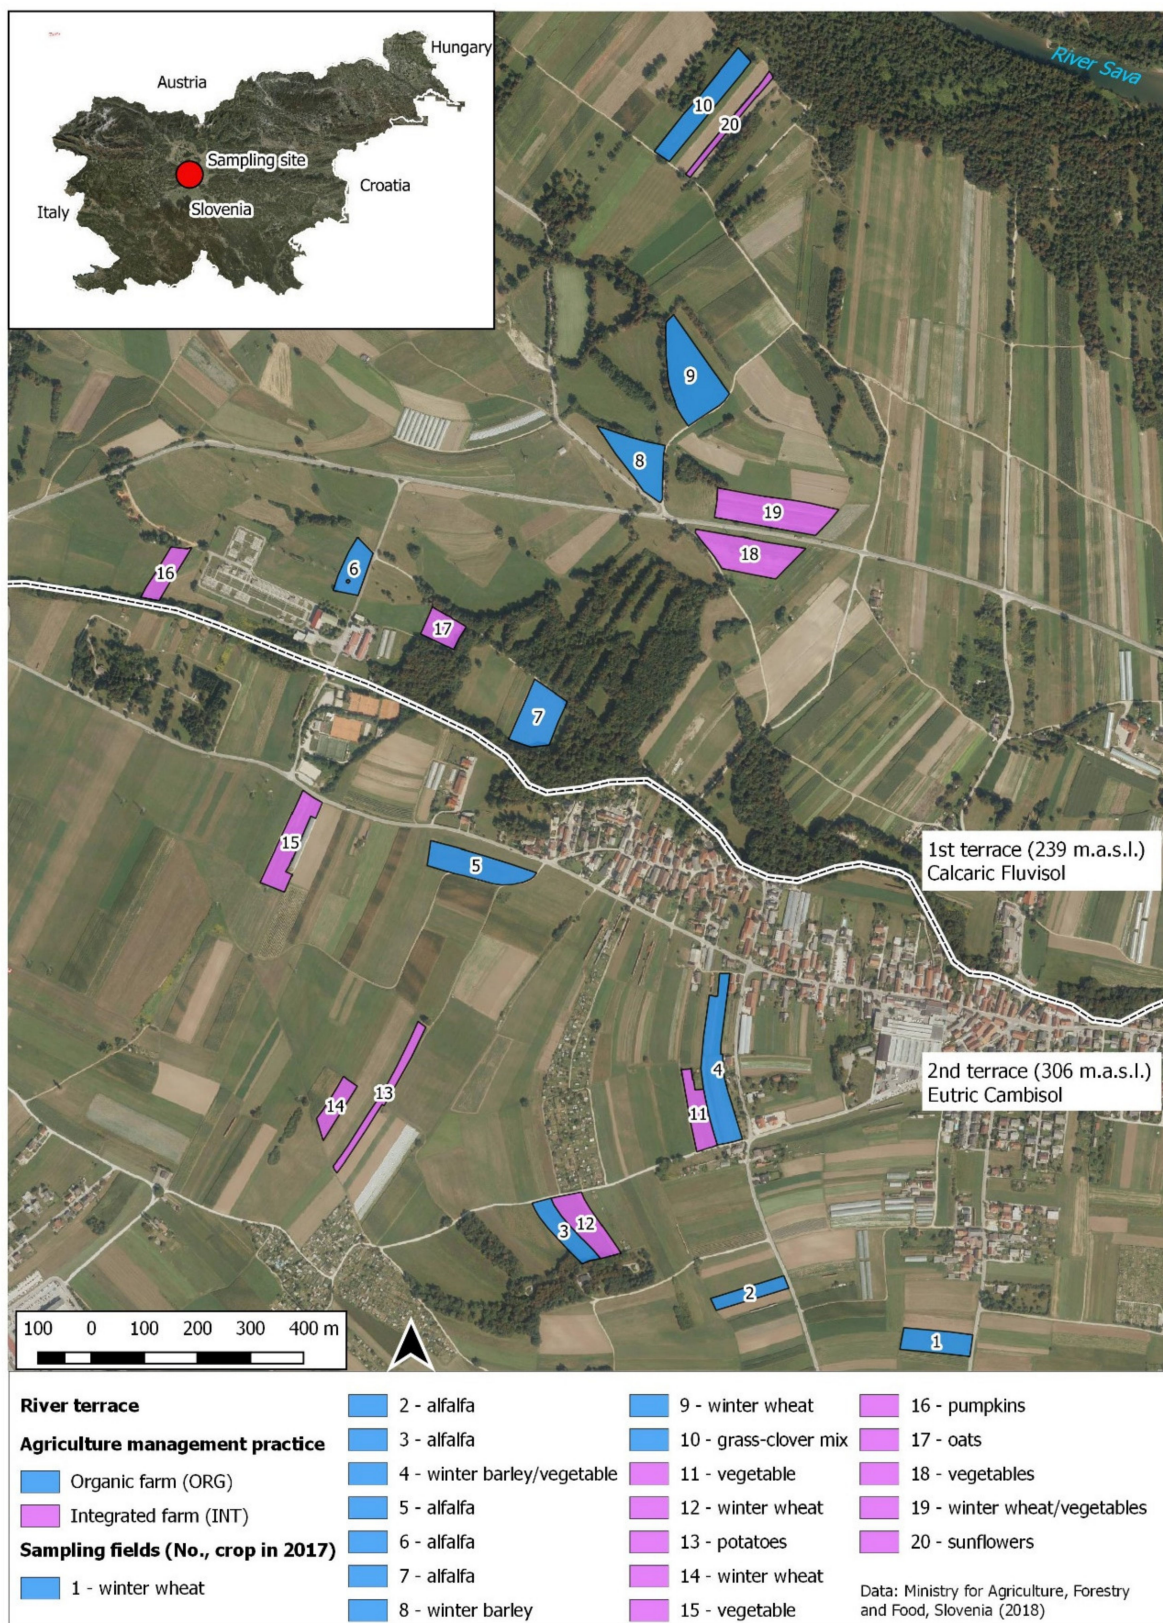 Hungary
Austria
Sampling site
Croatia
Italy
Slovenia
River Sava
10
20
9
8
19
18
6
16
17
7
15
5
1st terrace (239 m.a.s.l.)
Calcaric Fluvisol
2nd terrace (306 m.a.s.l.)
Eutric Cambisol
4
13
14
11
12
3
2
1
100 0 100 200 300 400 m
River terrace
Agriculture management practice
Organic farm (ORG)
Integrated farm (INT)
Sampling fields (No., crop in 2017)
1 - winter wheat
2 - alfalfa
3 - alfalfa
4 - winter barley/vegetable
5 - alfalfa
6 - alfalfa
7 - alfalfa
8 - winter barley
9 - winter wheat
10 - grass-clover mix
11 - vegetable
12 - winter wheat
13 - potatoes
14 - winter wheat
15 - vegetable
16 - pumpkins
17 - oats
18 - vegetables
19 - winter wheat/vegetables
20 - sunflowers
Data: Ministry for Agriculture, Forestry
and Food, Slovenia (2018)